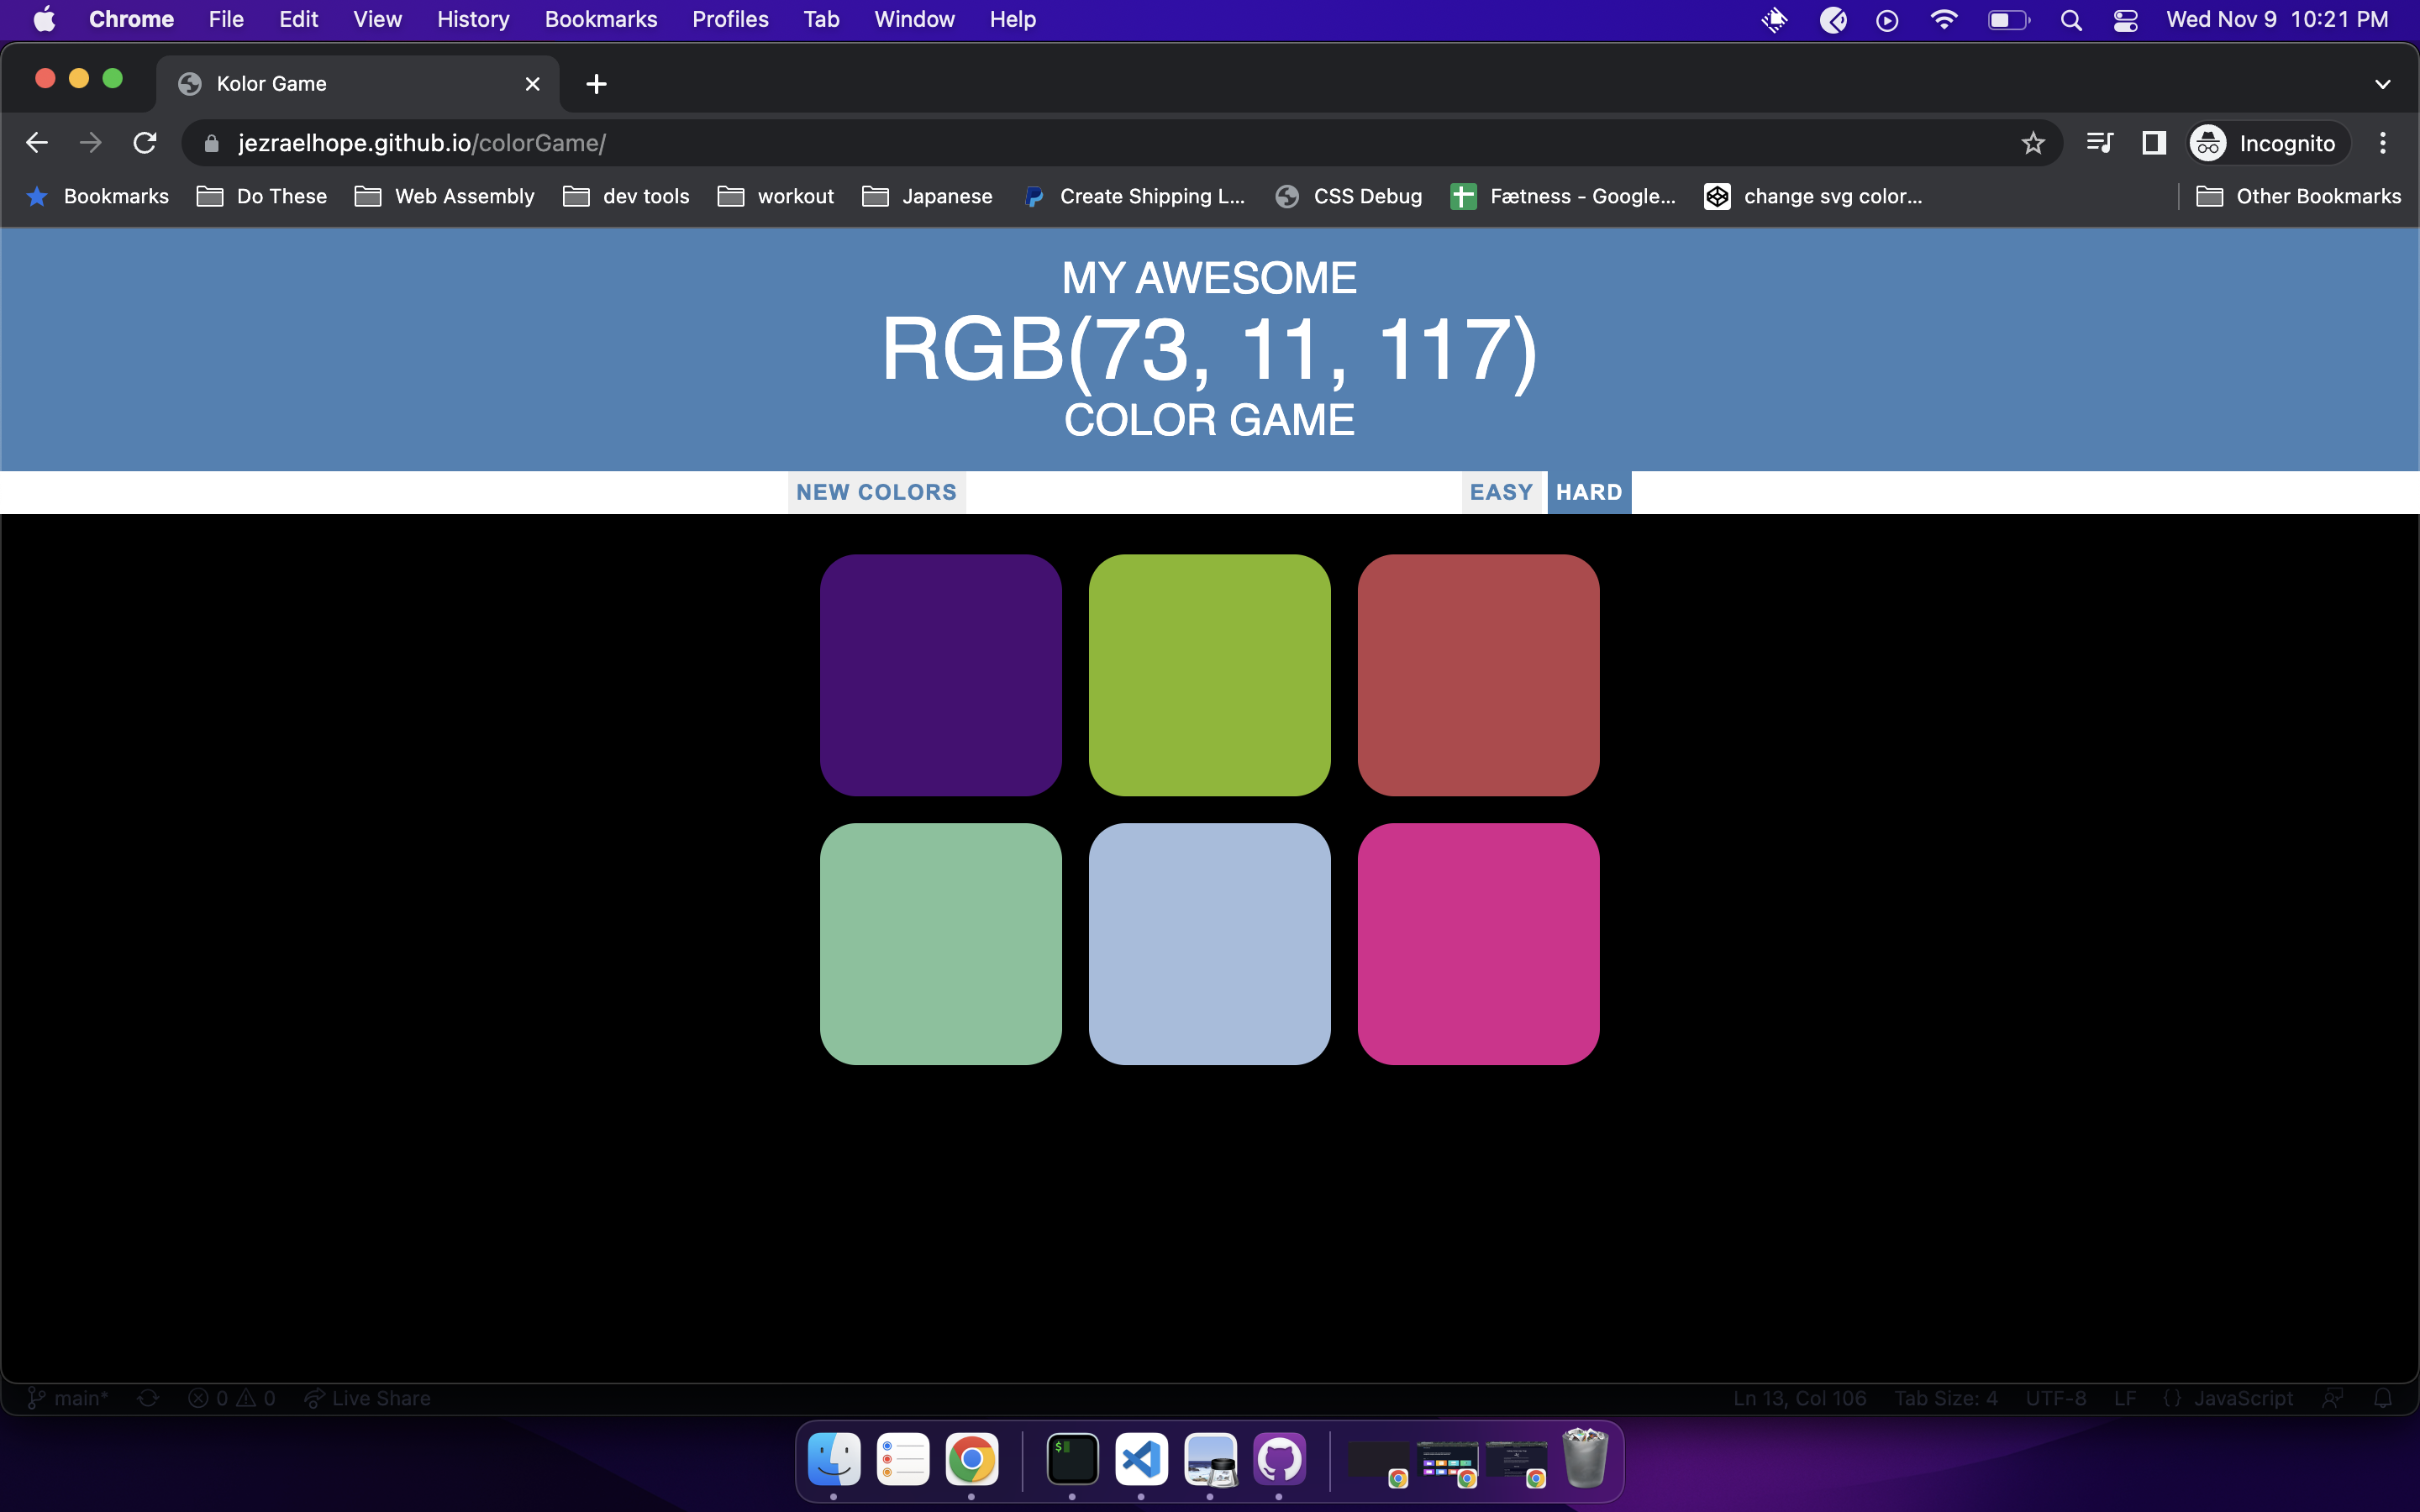 Chrome File Edit View History Bookmarks Profiles Tab Window Help Wed Nov 9 10:21 PM
Kolor Game
jezraelhope.github.io/colorGame/ Incognito
Bookmarks Do These Web Assembly dev tools workout Japanese Create Shipping L... CSS Debug Fætness - Google... change svg color... Other Bookmarks
MY AWESOME
RGB(73, 11, 117)
COLOR GAME
NEW COLORS EASY HARD
main* 0 0 Live Share Ln 13, Col 106 Tab Size: 4 UTF-8 LF {} JavaScript
$